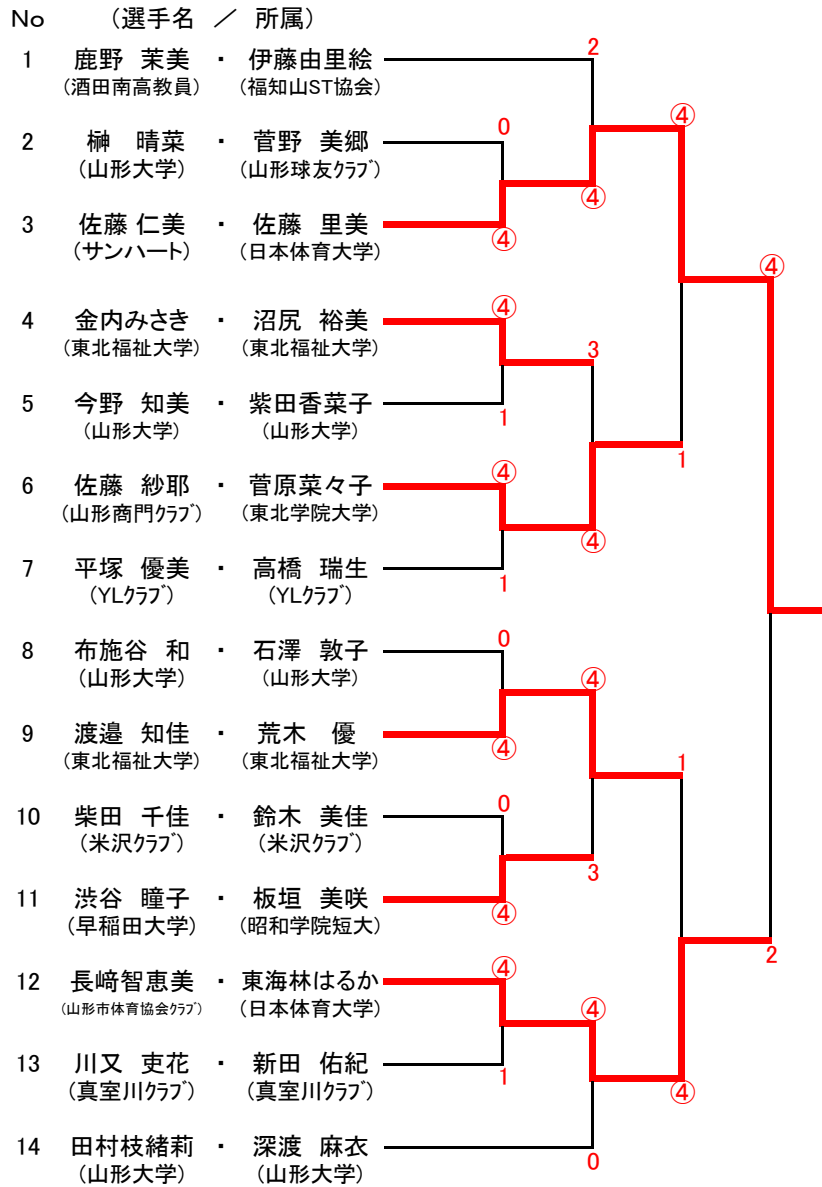 No （選手名 ／ 所属）
2
1 鹿野 茉美 ・ 伊藤由里絵
(酒田南高教員) (福知山ST協会)
④
0
2 榊 晴菜 ・ 菅野 美郷
(山形大学) (山形球友ｸﾗﾌﾞ)
④
3 佐藤 仁美 ・ 佐藤 里美
④
(サンハート) (日本体育大学)
④
④
4 金内みさき ・ 沼尻 裕美
(東北福祉大学) (東北福祉大学)
3
5 今野 知美 ・ 紫田香菜子
1
(山形大学) (山形大学)
1
④
6 佐藤 紗耶 ・ 菅原菜々子
(山形商門ｸﾗﾌﾞ) (東北学院大学)
④
7 平塚 優美 ・ 高橋 瑞生
1
(YLｸﾗﾌﾞ) (YLｸﾗﾌﾞ)
0
8 布施谷 和 ・ 石澤 敦子
(山形大学) (山形大学)
④
9 渡邉 知佳 ・ 荒木 優
④
(東北福祉大学) (東北福祉大学)
1
0
10 柴田 千佳 ・ 鈴木 美佳
(米沢ｸﾗﾌﾞ) (米沢ｸﾗﾌﾞ)
3
11 渋谷 瞳子 ・ 板垣 美咲
④
(早稲田大学) (昭和学院短大)
2
④
12 長﨑智恵美 ・ 東海林はるか
(山形市体育協会ｸﾗﾌﾞ) (日本体育大学)
④
13 川又 吏花 ・ 新田 佑紀
1
(真室川ｸﾗﾌﾞ) (真室川ｸﾗﾌﾞ)
④
14 田村枝緒莉 ・ 深渡 麻衣
0
(山形大学) (山形大学)